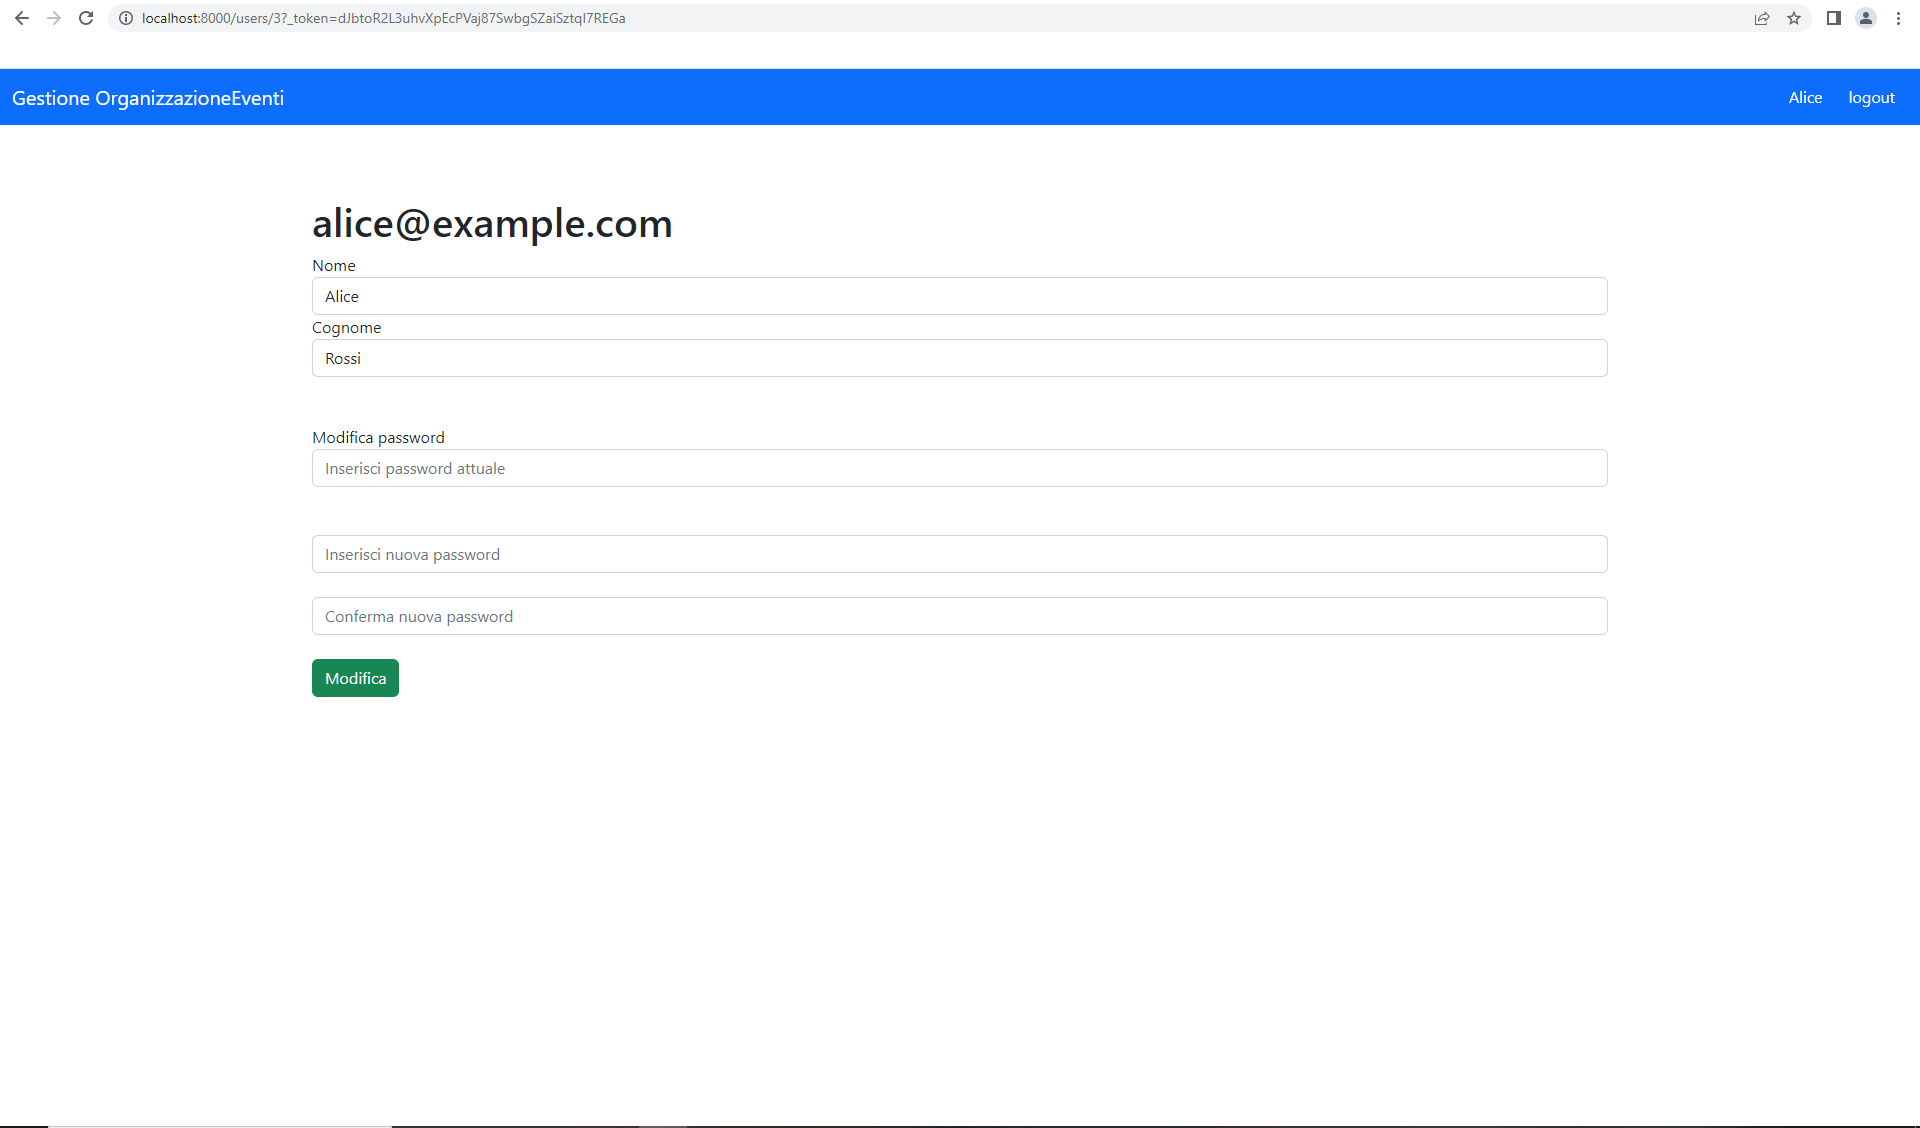 localhost:8000/users/3?_token=dJbtoR2L3uhvXpEcPVaj87SwbgSZaiSztqI7REGa
Gestione OrganizzazioneEventi
Alice
logout
alice@example.com
Nome
Alice
Cognome
Rossi
Modifica password
Inserisci password attuale
Inserisci nuova password
Conferma nuova password
Modifica